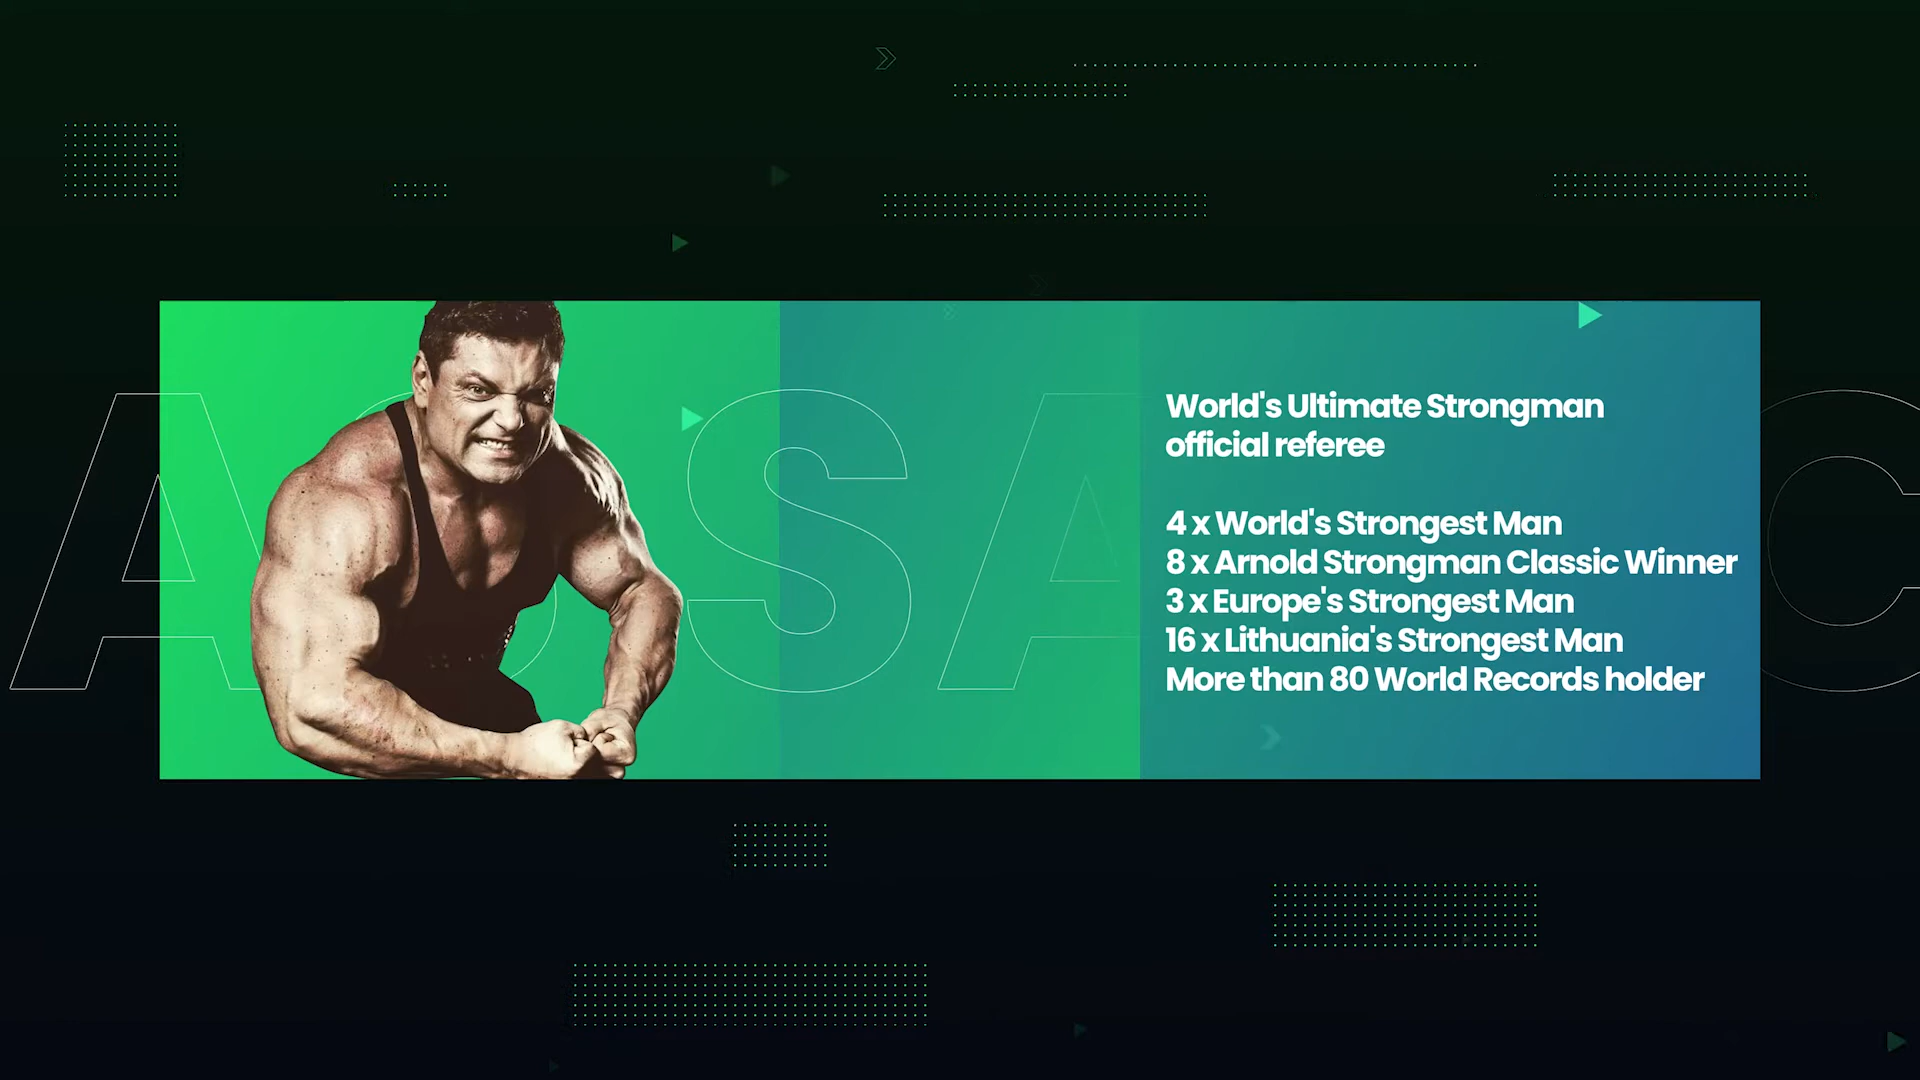 World's Ultimate Strongman
official referee
4 x World's Strongest Man
8 x Arnold Strongman Classic Winner
3 x Europe's Strongest Man
16 x Lithuania's Strongest Man
More than 80 World Records holder